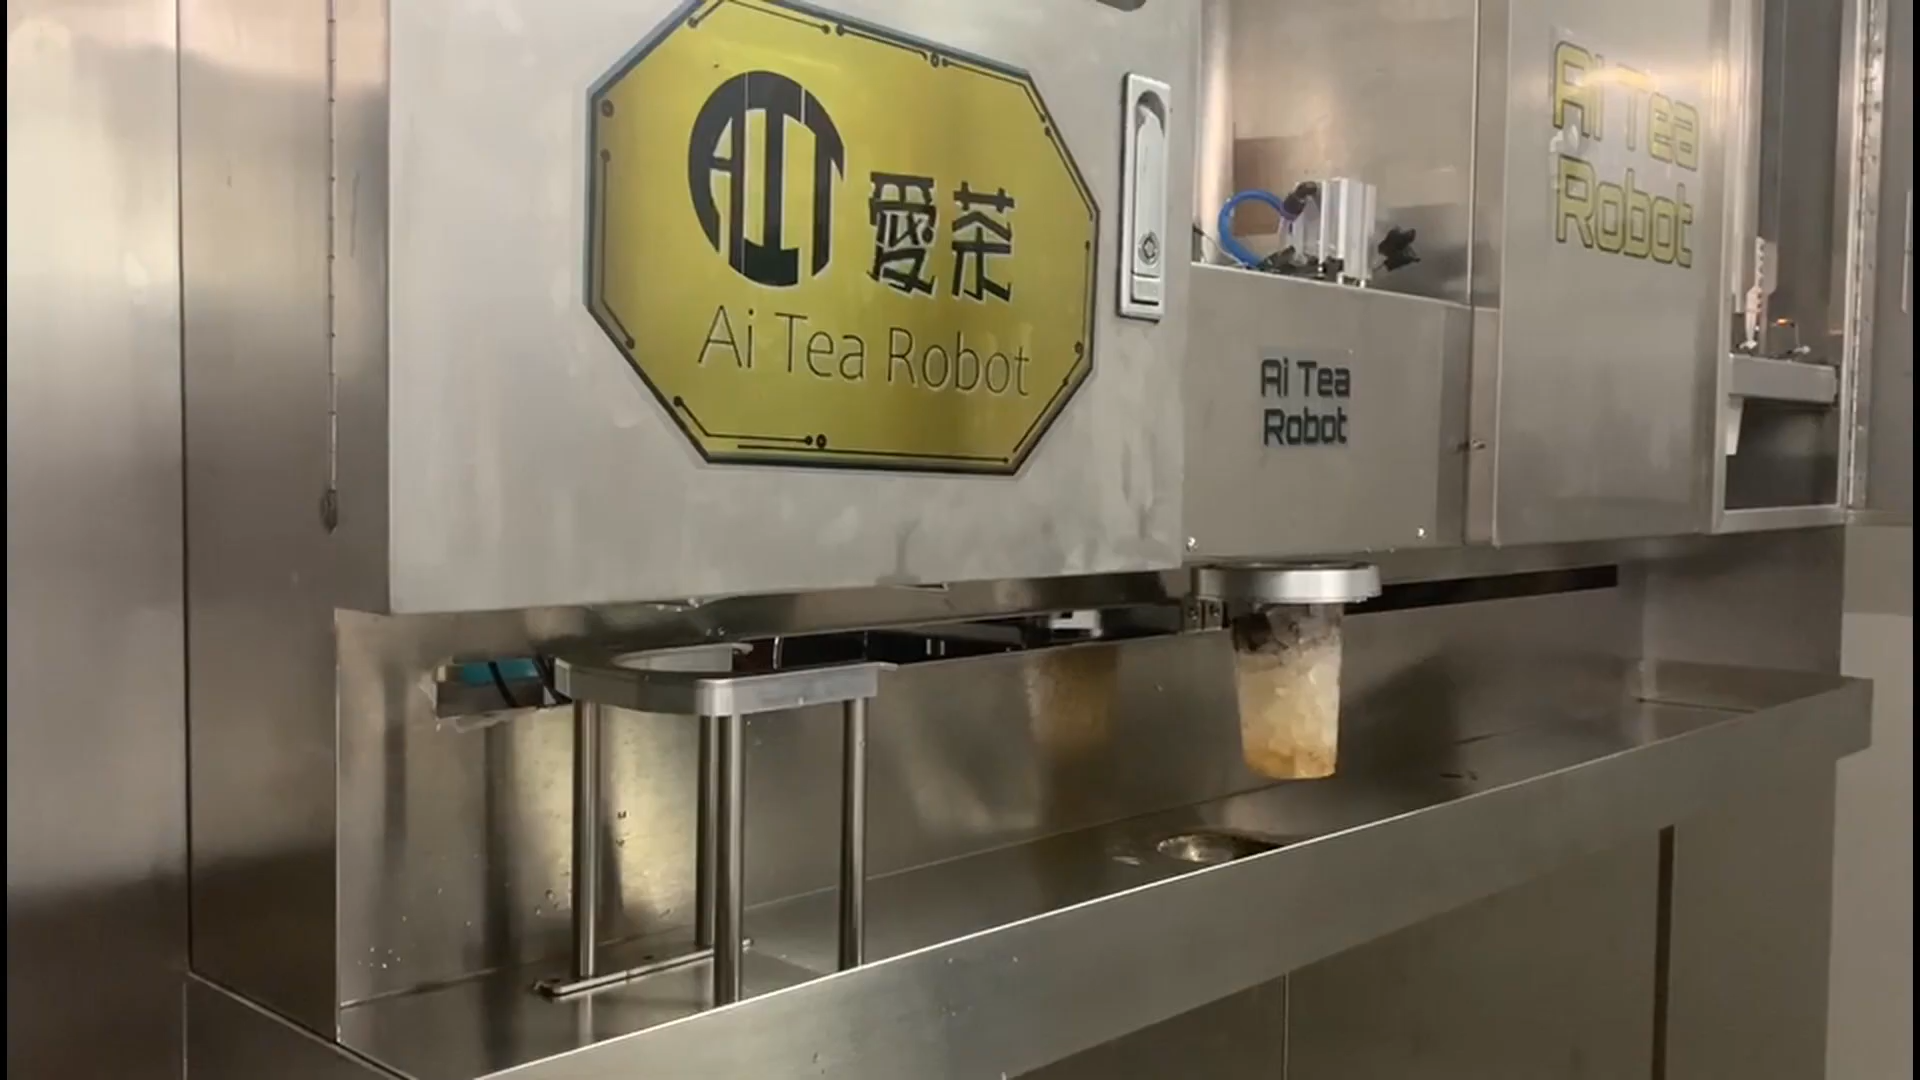 AIT
愛茶
Ai Tea Robot
Ai Tea
Robot
Ai Tea
Robot